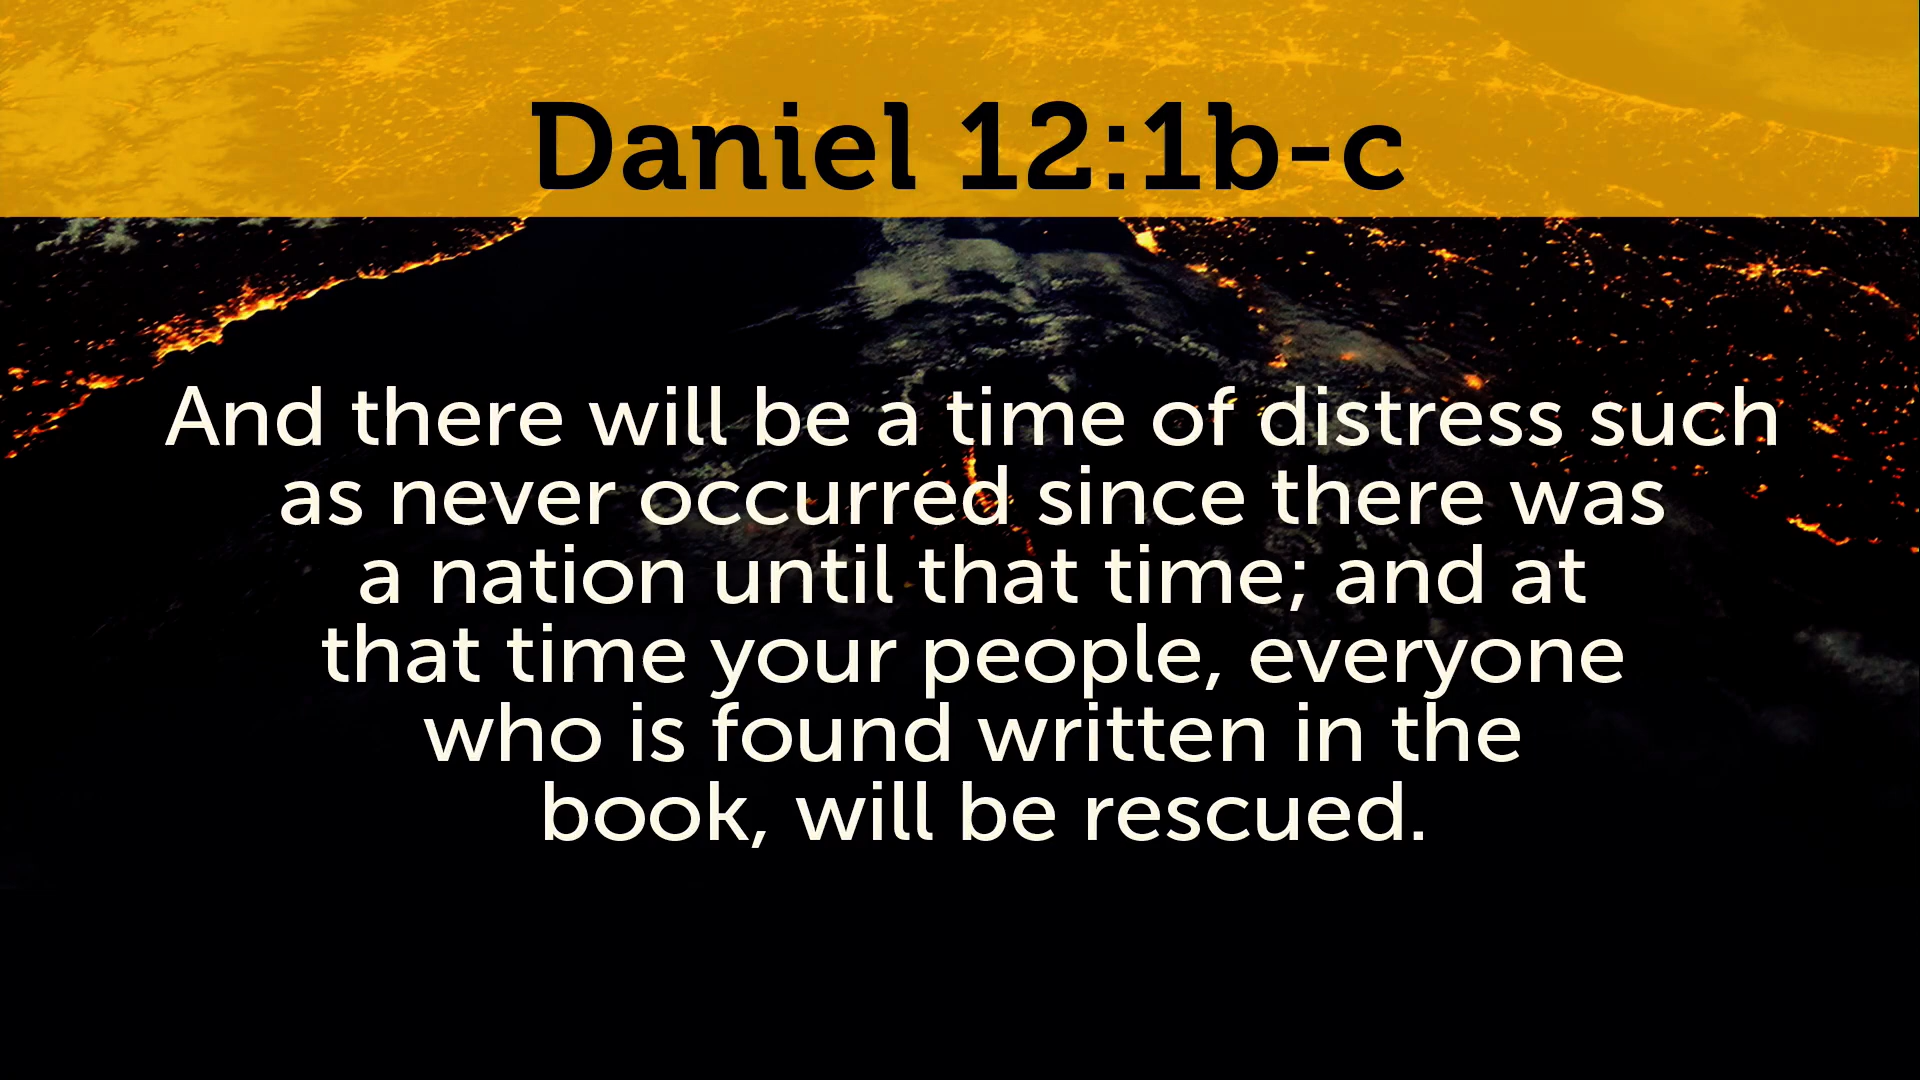 Daniel 12:1b-c
And there will be a time of distress such
as never occurred since there was
a nation until that time; and at
that time your people, everyone
who is found written in the
book, will be rescued.